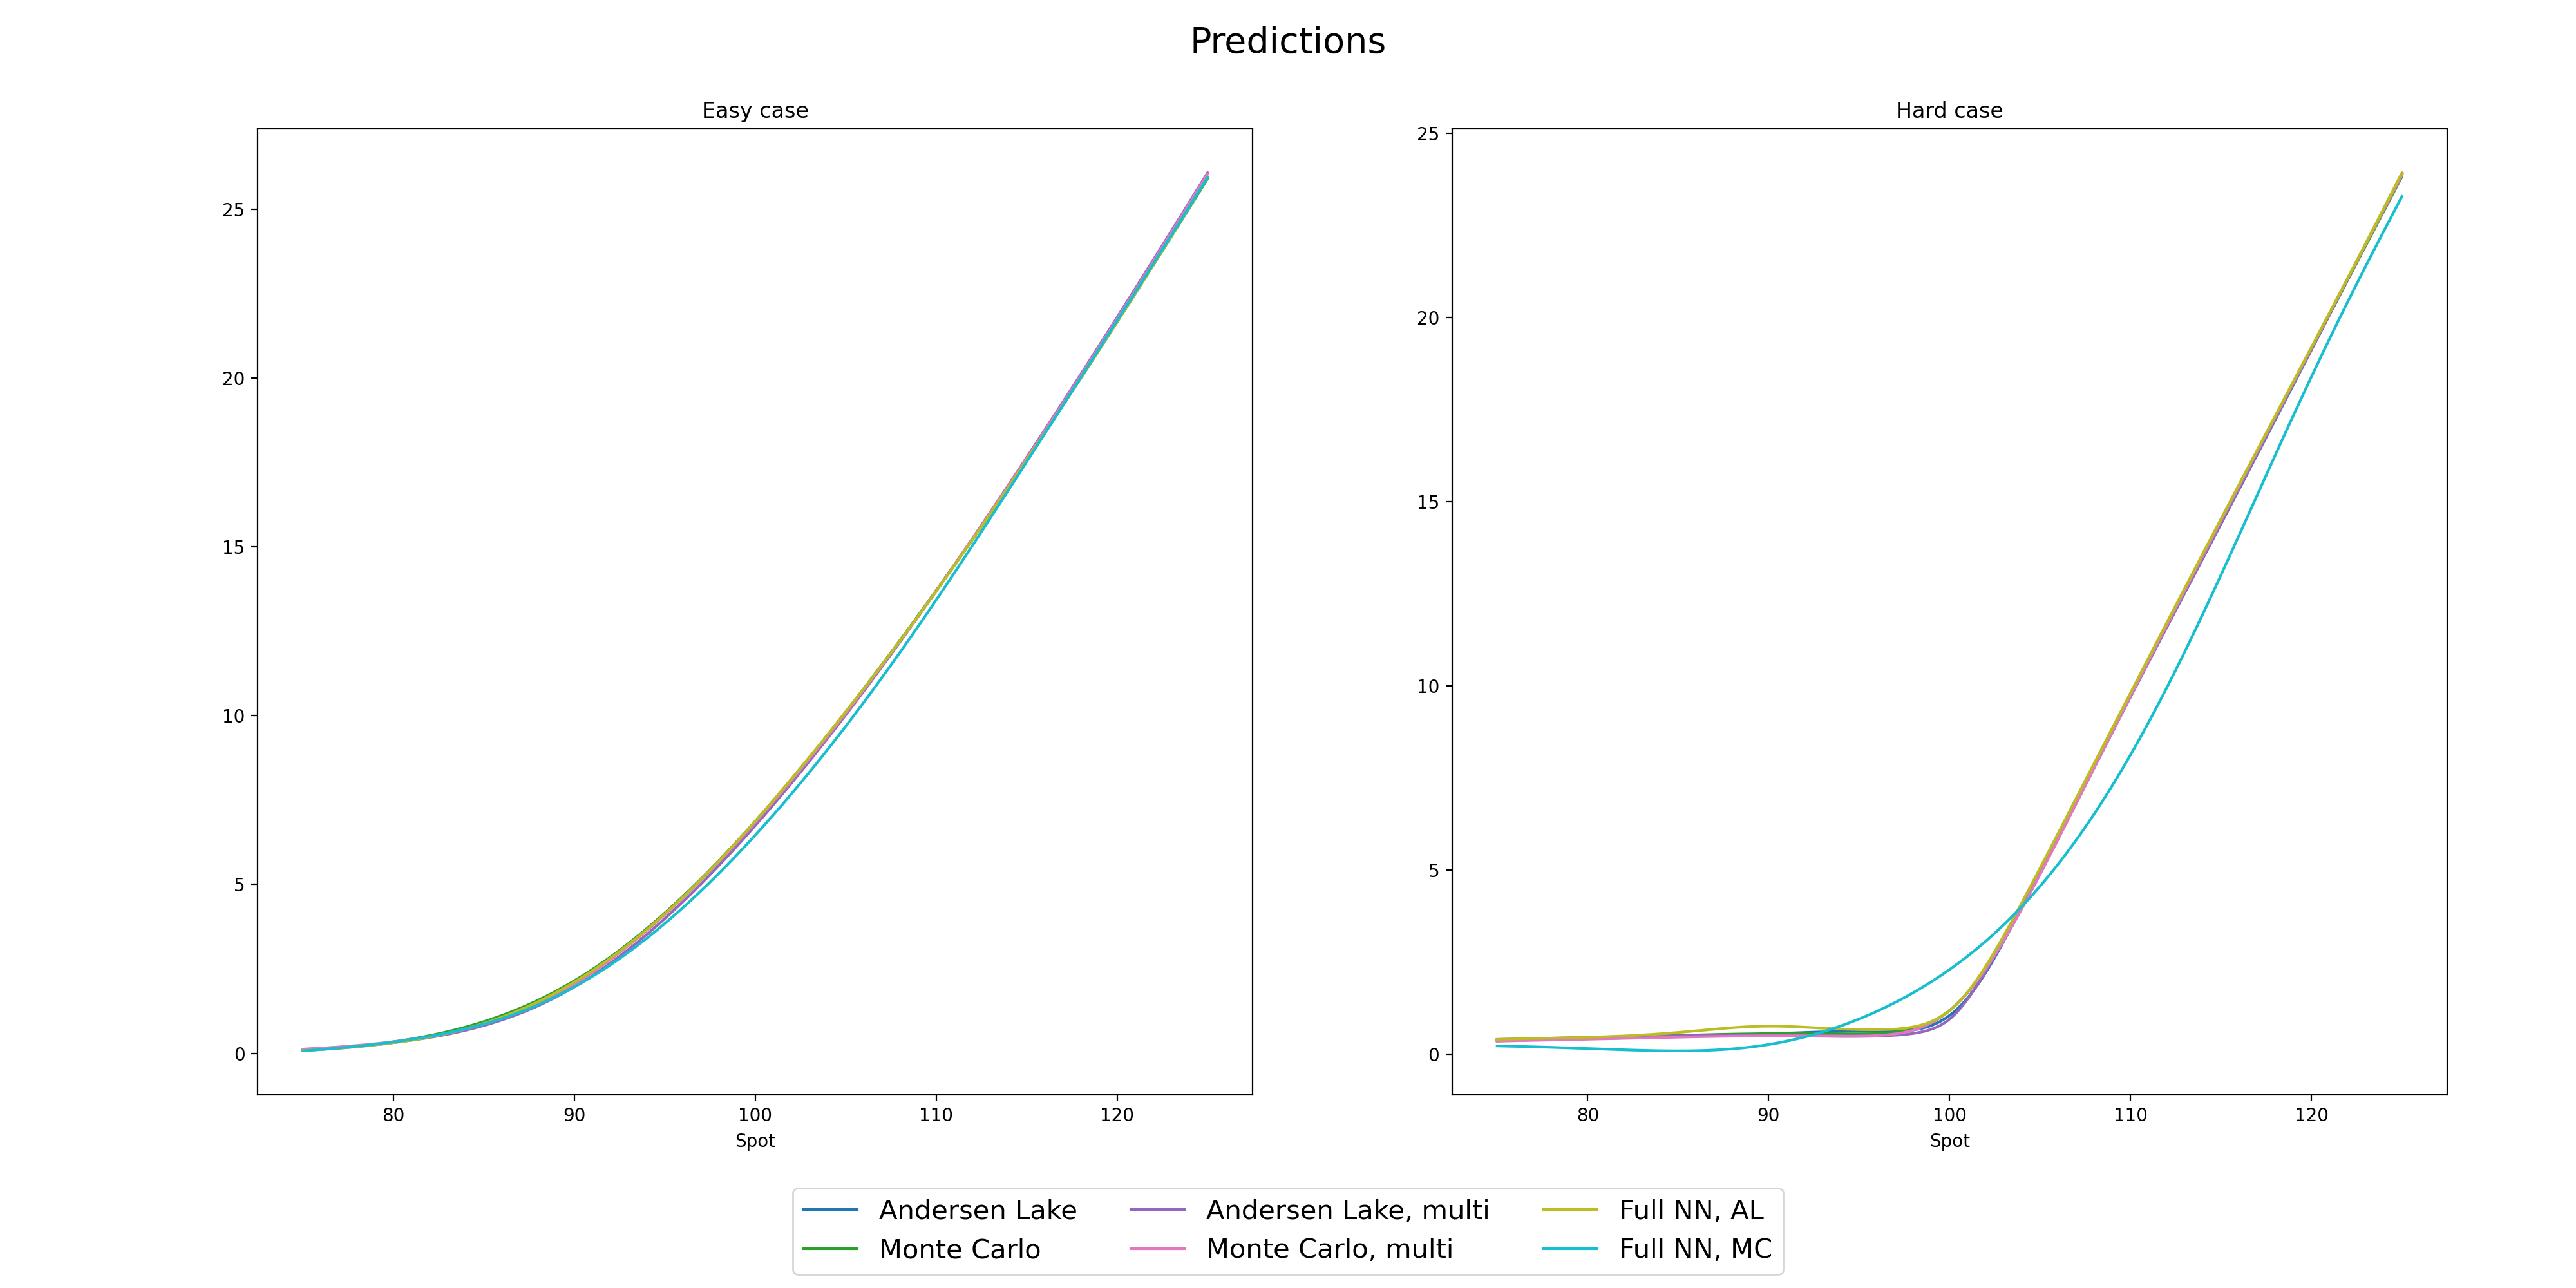 Predictions
Easy case
25
20
15
10
5
0
80 90 100 110 120
Spot
Hard case
25
20
15
10
5
0
80 90 100 110 120
Spot
Andersen Lake
Monte Carlo
Andersen Lake, multi
Monte Carlo, multi
Full NN, AL
Full NN, MC